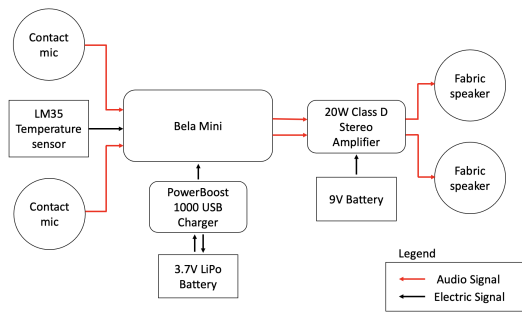 Contact
mic
LM35
Temperature
sensor
Contact
mic
Bela Mini
PowerBoost
1000 USB
Charger
3.7V LiPo
Battery
20W Class D
Stereo
Amplifier
9V Battery
Fabric
speaker
Fabric
speaker
Legend
Audio Signal
Electric Signal